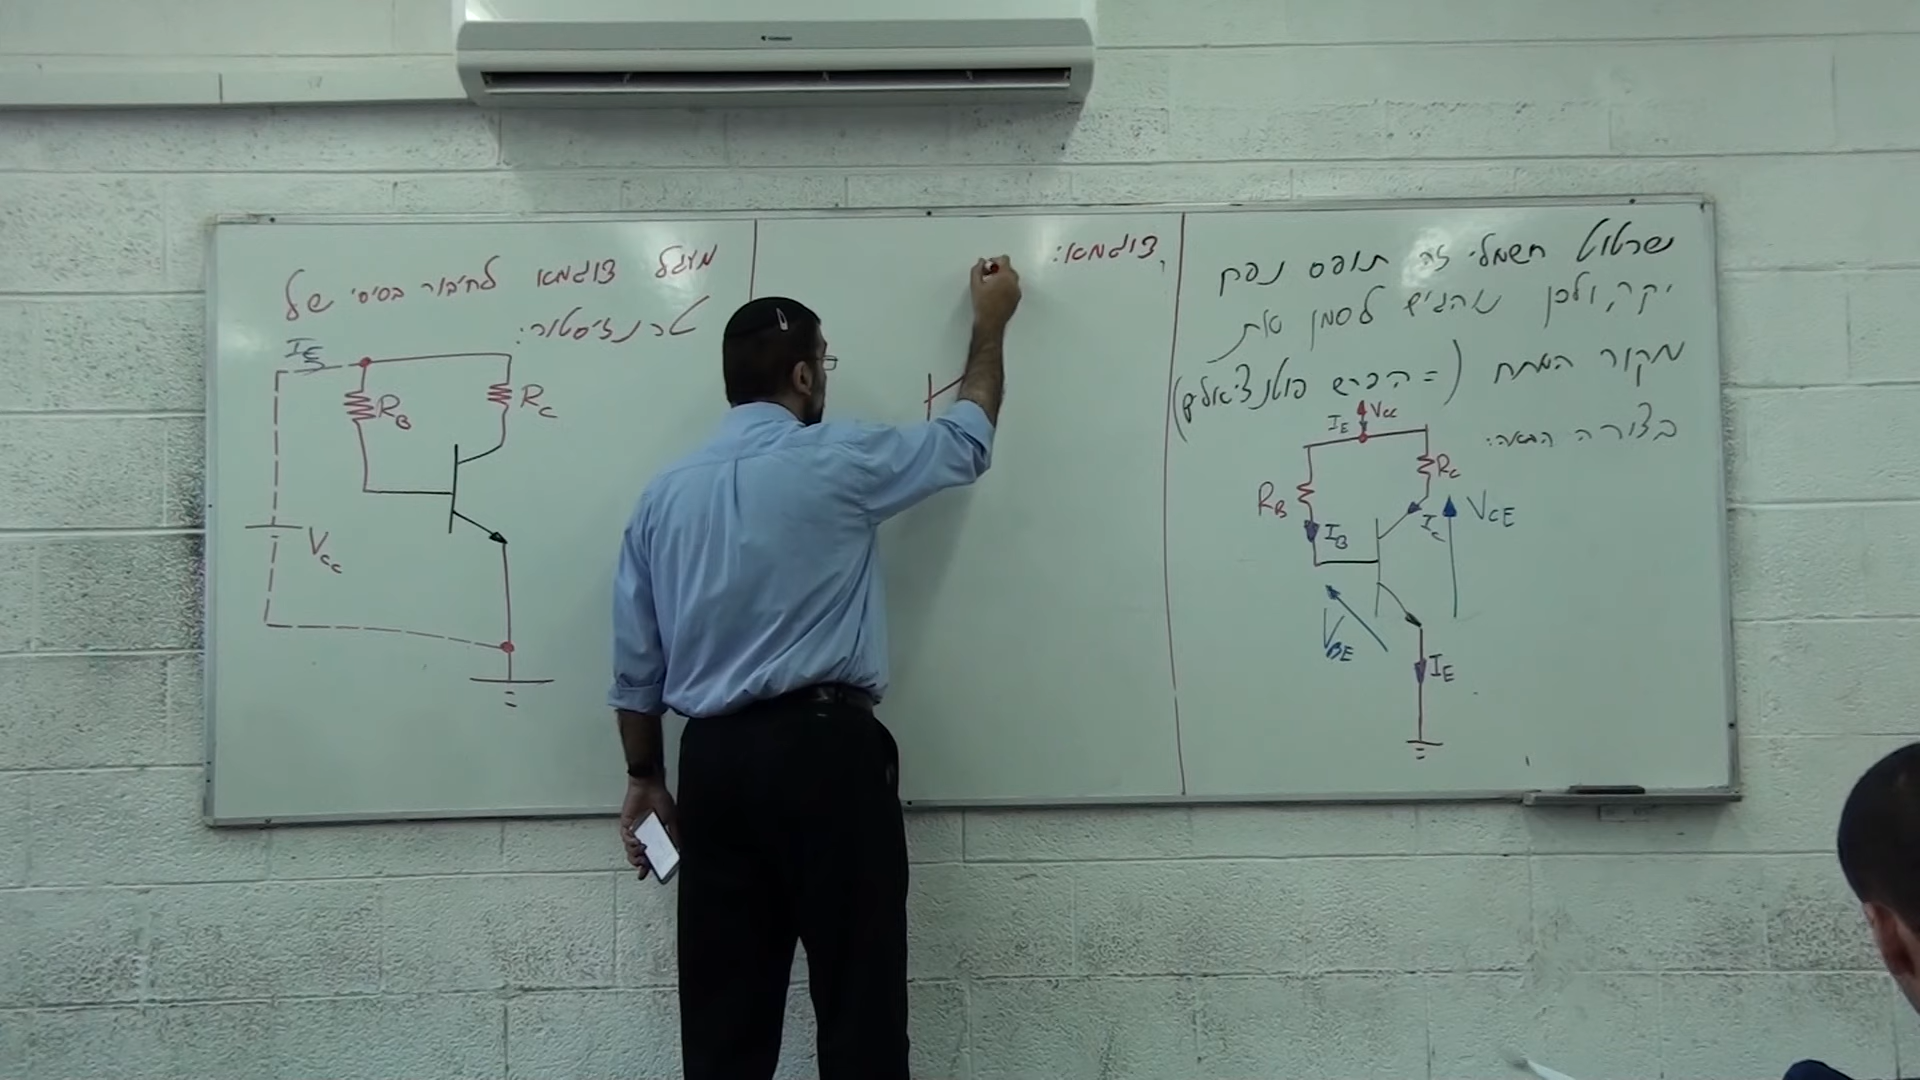 שרטוט חשמלי זה תופס נפח
יקר, ולכן נהגיש לסמן את
מקור המתח (= הפרש פוטנציאלים)
בצורה הבאה:
Vcc
IE
RC
RB
IB
IC
VCE
VBE
IE
דוגמא:
מעגל דוגמא לחיבור בסיסי של
טרנזיסטור:
IE
RB
RC
Vcc